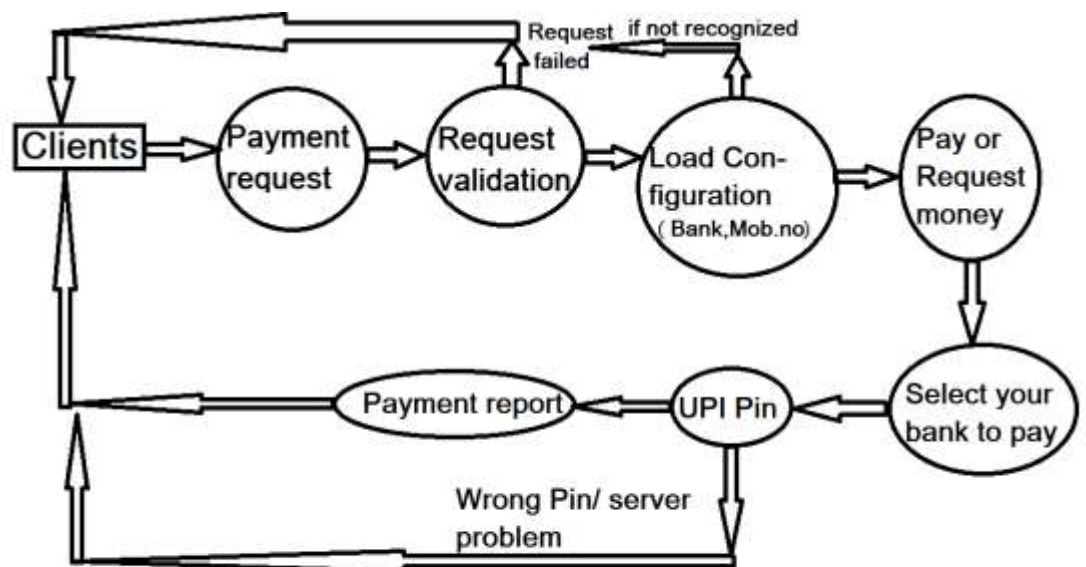 Request if not recognized
failed
Clients
Payment
request
Request
validation
Load Con-
figuration
( Bank,Mob.no)
Pay or
Request
money
Select your
bank to pay
UPI Pin
Payment report
Wrong Pin/ server
problem